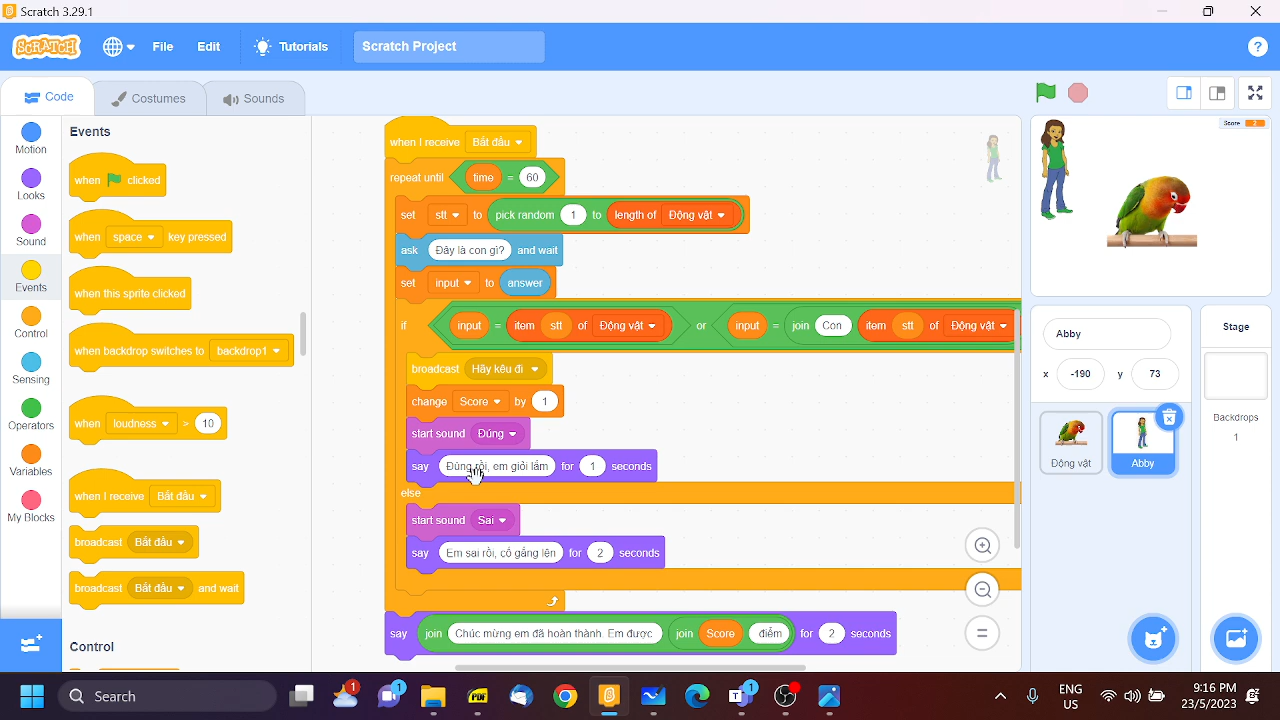 Scratch 3.29.1
SCRATCH File Edit Tutorials Scratch Project ?
Code Costumes Sounds
Motion
Looks
Sound
Events
Control
Sensing
Operators
Variables
My Blocks
Events
when clicked
when space key pressed
when this sprite clicked
when backdrop switches to backdrop1
when loudness > 10
when I receive Bắt đầu
broadcast Bắt đầu
broadcast Bắt đầu and wait
Control
when I receive Bắt đầu
repeat until time = 60
set stt to pick random 1 to length of Động vật
ask Đây là con gì? and wait
set input to answer
if input = item stt of Động vật or input = join Con item stt of Động vật
broadcast Hãy kêu đi
change Score by 1
start sound Đúng
say Đúng rồi, em giỏi lắm for 1 seconds
else
start sound Sai
say Em sai rồi, cố gắng lên for 2 seconds
say join Chúc mừng em đã hoàn thành. Em được join Score điểm for 2 seconds
Score 2
Abby
x -190 y 73
Động vật
Abby
Stage
Backdrops
1
Search
1
1
PDF
1
ENG
US
9:16 PM
23/5/2023